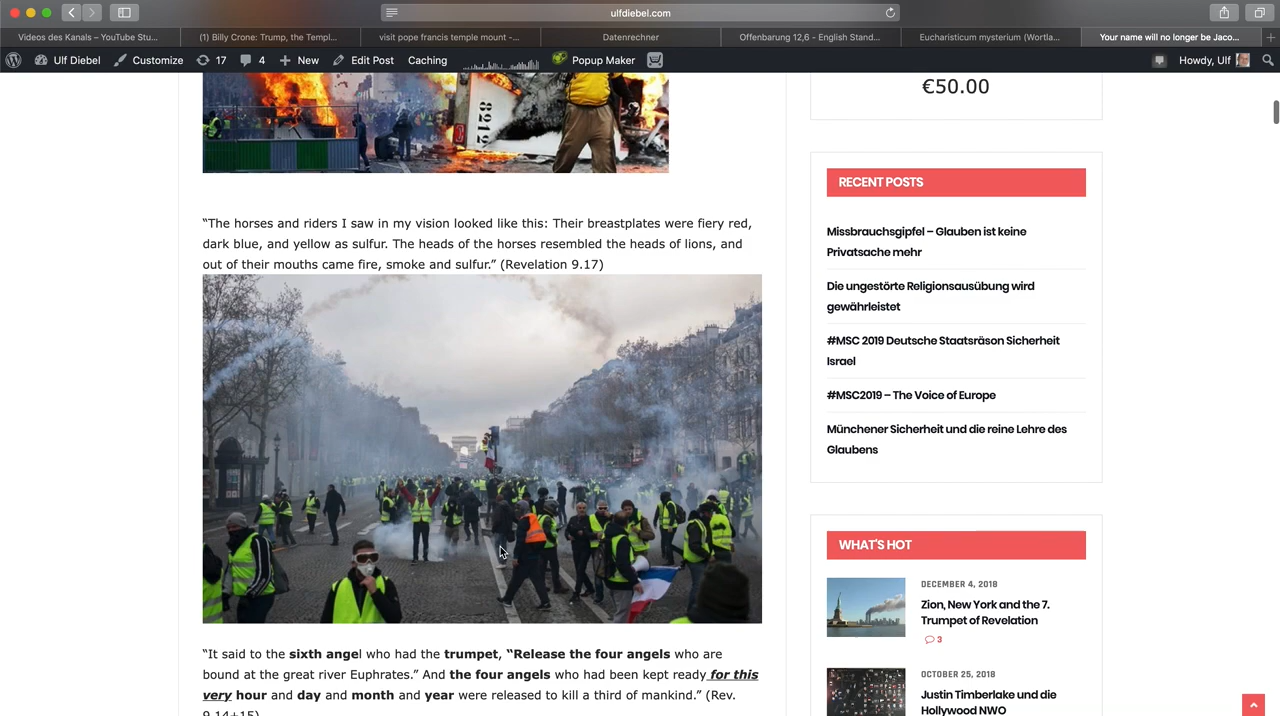 ulfdiebel.com
Videos des Kanals – YouTube Stu...
(1) Billy Crone: Trump, the Templ...
visit pope francis temple mount -...
Datenrechner
Offenbarung 12,6 - English Stand...
Eucharisticum mysterium (Wortla...
Your name will no longer be Jaco...
Ulf Diebel
Customize
17
4
New
Edit Post
Caching
Popup Maker
Howdy, Ulf
8219
€50.00
RECENT POSTS
“The horses and riders I saw in my vision looked like this: Their breastplates were fiery red,
dark blue, and yellow as sulfur. The heads of the horses resembled the heads of lions, and
out of their mouths came fire, smoke and sulfur.” (Revelation 9.17)
Missbrauchsgipfel – Glauben ist keine
Privatsache mehr
Die ungestörte Religionsausübung wird
gewährleistet
#MSC 2019 Deutsche Staatsräson Sicherheit
Israel
#MSC2019 – The Voice of Europe
Münchener Sicherheit und die reine Lehre des
Glaubens
WHAT'S HOT
DECEMBER 4, 2018
Zion, New York and the 7.
Trumpet of Revelation
3
OCTOBER 25, 2018
Justin Timberlake und die
Hollywood NWO
“It said to the sixth angel who had the trumpet, “Release the four angels who are
bound at the great river Euphrates.” And the four angels who had been kept ready for this
very hour and day and month and year were released to kill a third of mankind.” (Rev.
9.14+15)